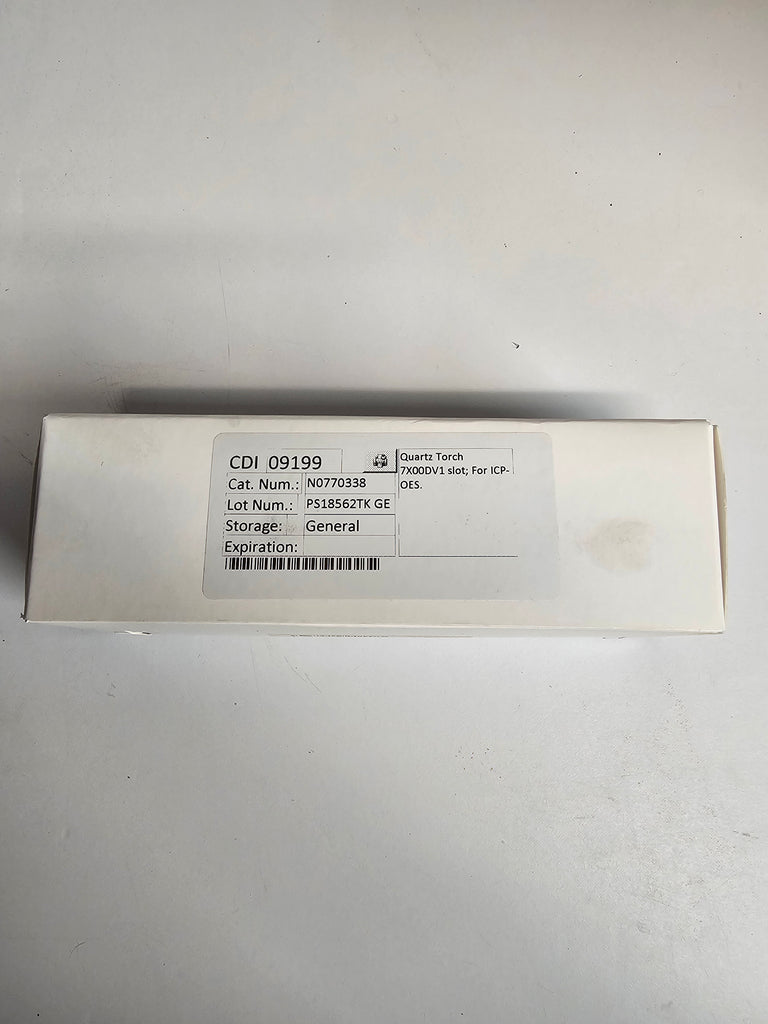 CDI 09199
Cat. Num.: N0770338
Lot Num.: PS18562TK GE
Storage: General
Expiration:
Quartz Torch
7X00DV1 slot; For ICP-
OES.